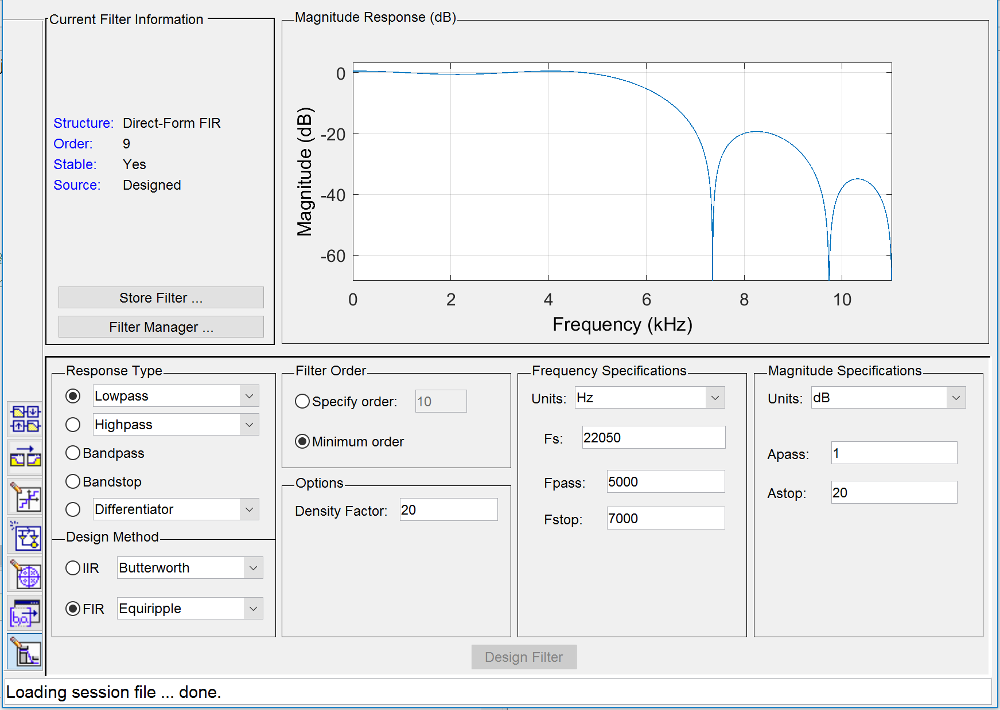 Current Filter Information
Structure: Direct-Form FIR
Order: 9
Stable: Yes
Source: Designed
Store Filter ...
Filter Manager ...
Magnitude Response (dB)
Magnitude (dB)
0
-20
-40
-60
0 2 4 6 8 10
Frequency (kHz)
Response Type
Lowpass
Highpass
Bandpass
Bandstop
Differentiator
Design Method
IIR Butterworth
FIR Equiripple
Filter Order
Specify order: 10
Minimum order
Options
Density Factor: 20
Frequency Specifications
Units: Hz
Fs: 22050
Fpass: 5000
Fstop: 7000
Magnitude Specifications
Units: dB
Apass: 1
Astop: 20
Design Filter
Loading session file ... done.